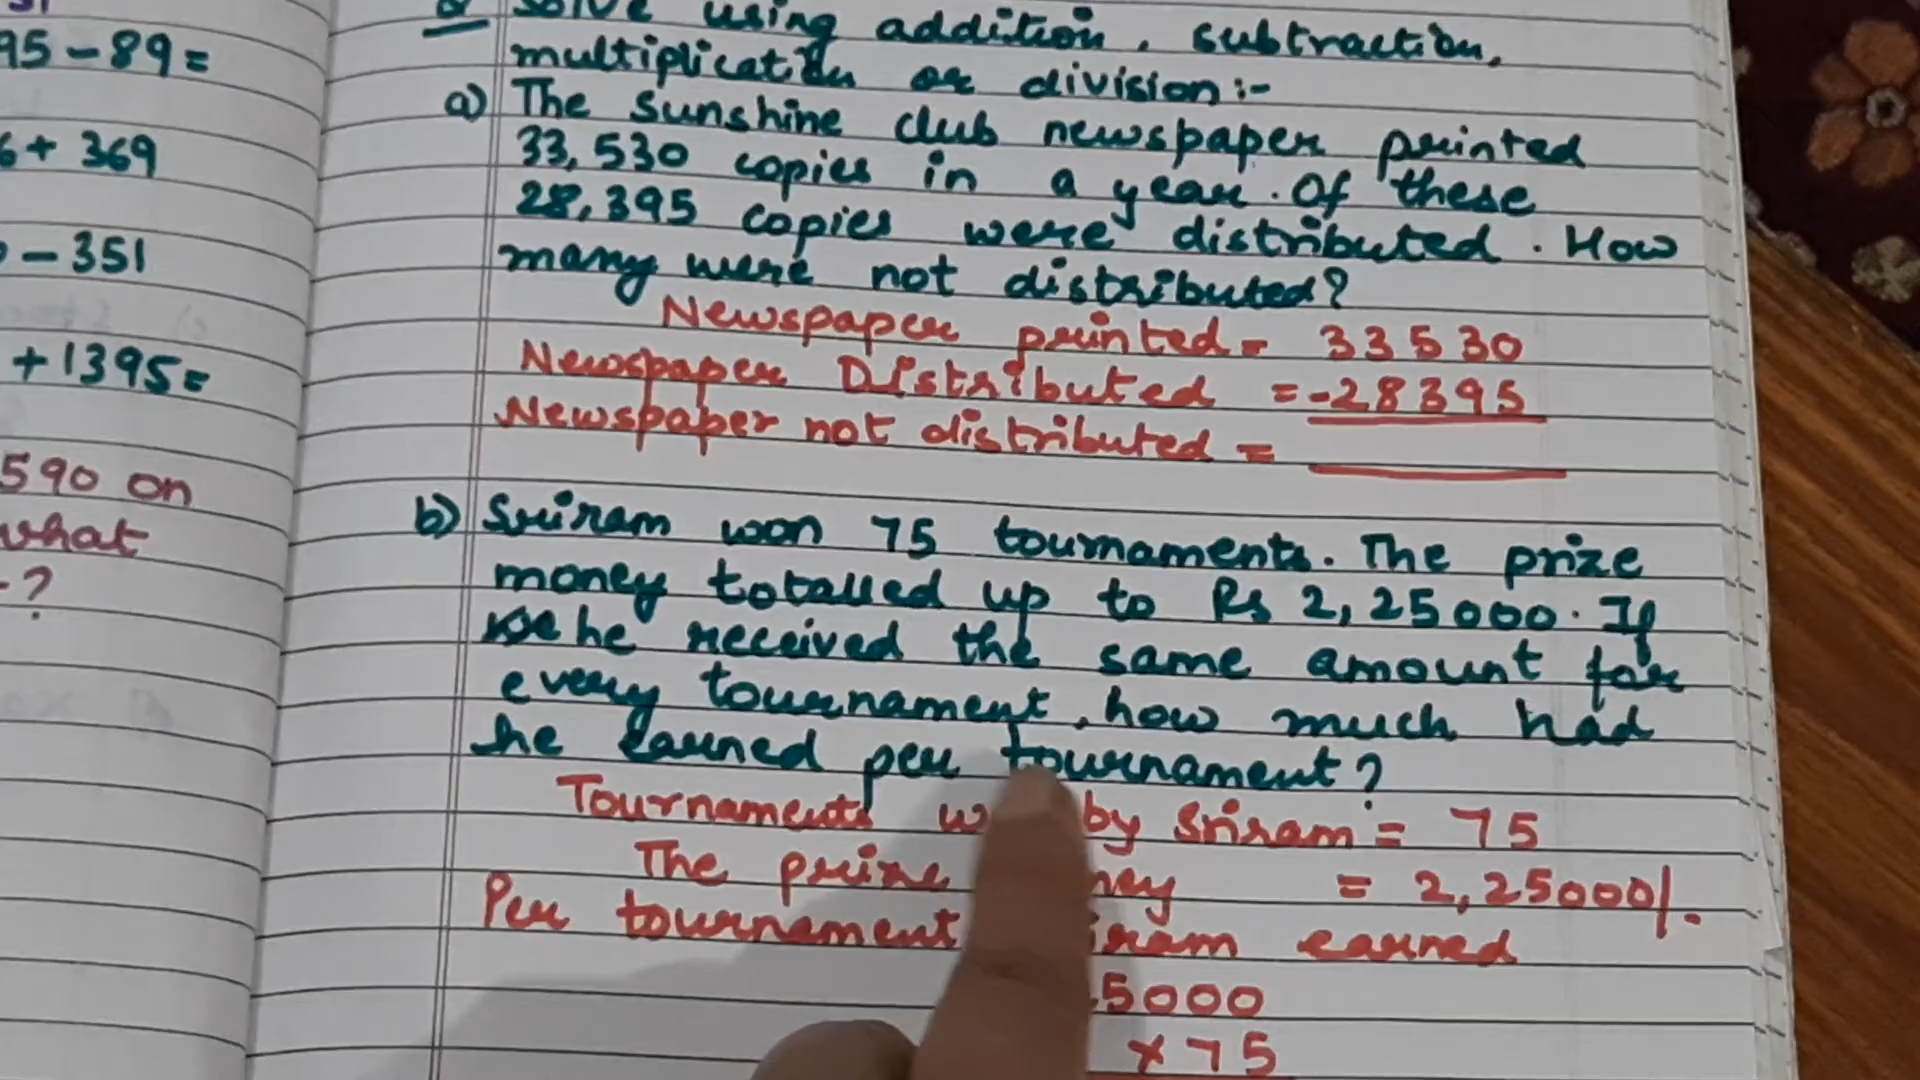 95 - 89 =
6 + 369
- 351
+ 1395 =
590 on
what
?
Solve using addition, subtraction,
multiplication or division :-
a) The Sunshine club newspaper printed
33,530 copies in a year. Of these
28,395 copies were distributed. How
many were not distributed?
Newspaper printed = 33530
Newspaper Distributed = -28395
Newspaper not distributed =
b) Sriram won 75 tournaments. The prize
money totalled up to Rs 2,25000. If
he received the same amount for
every tournament, how much had
he earned per tournament?
Tournaments by Sriram = 75
The prize = 2,25000/.
Per tournament earned
5000
x 75